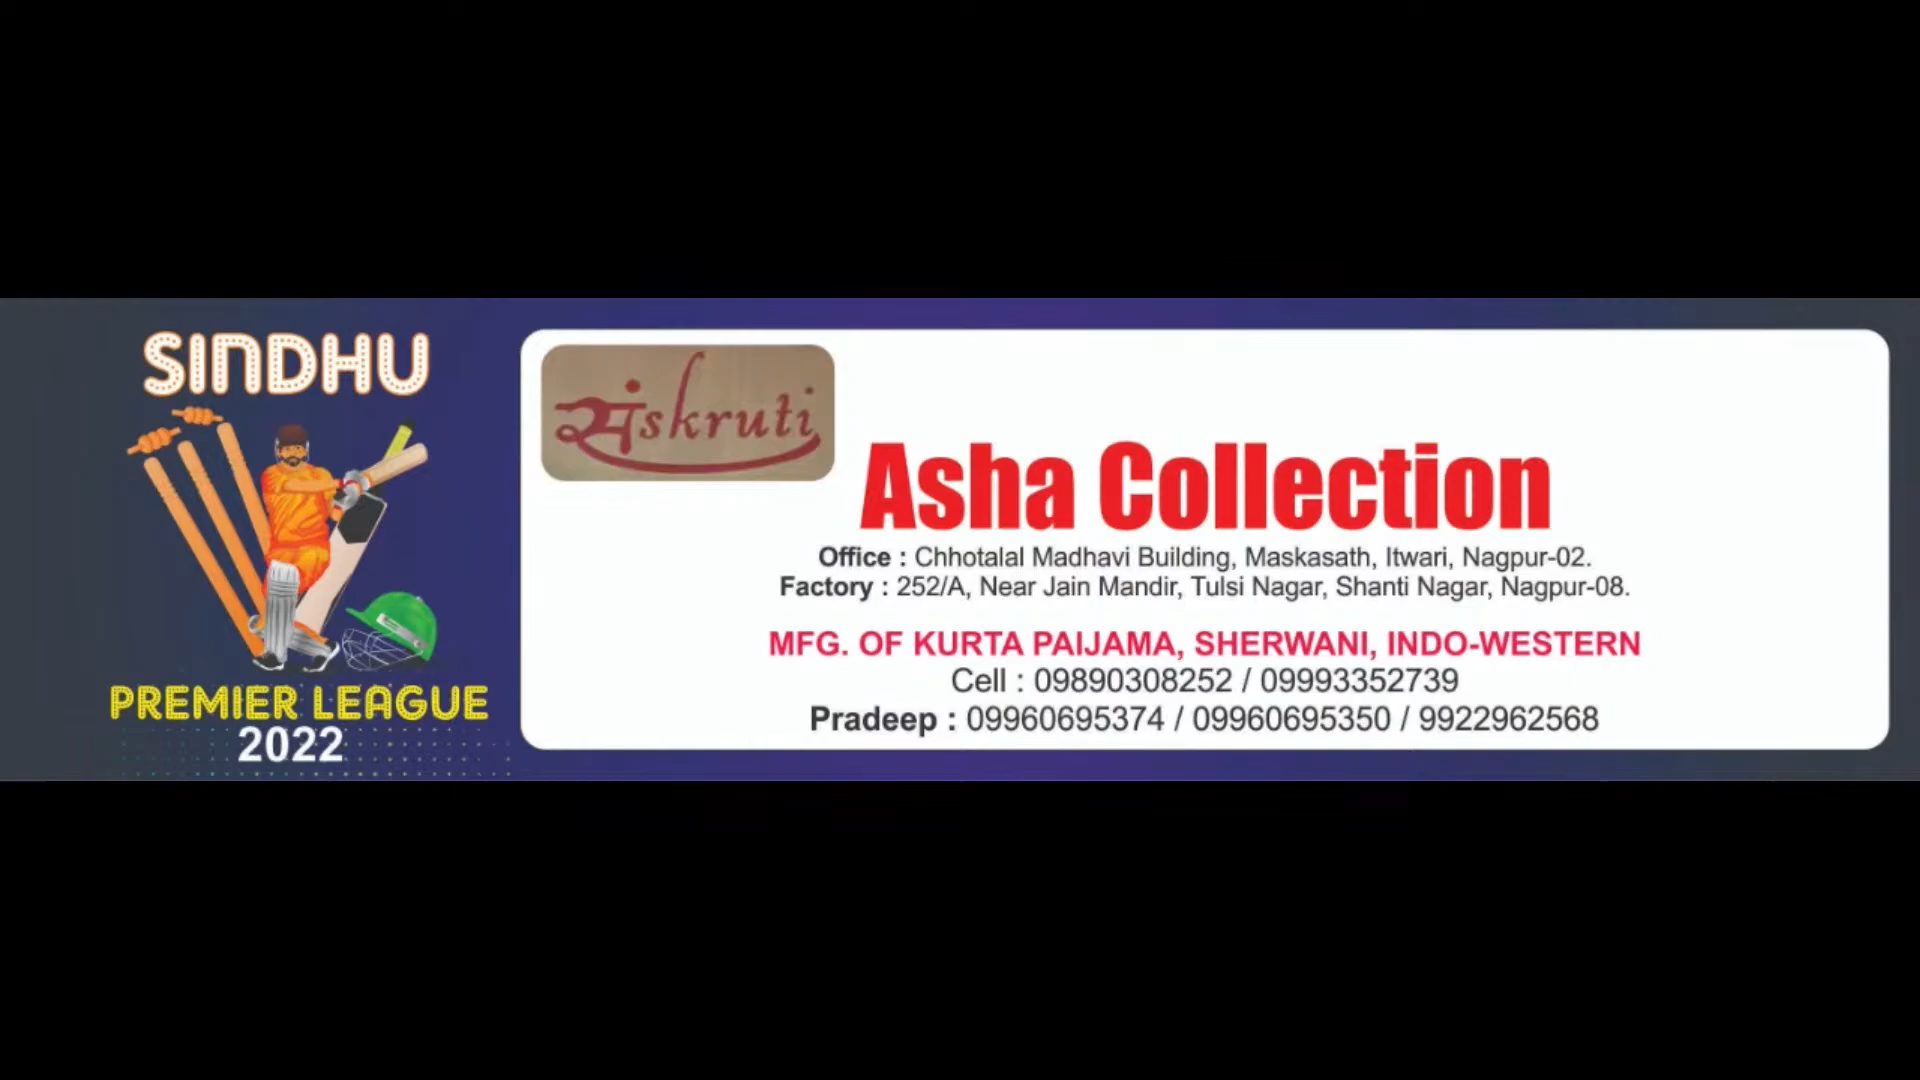 SINDHU
PREMIER LEAGUE
2022
संskruti
Asha Collection
Office : Chhotalal Madhavi Building, Maskasath, Itwari, Nagpur-02.
Factory : 252/A, Near Jain Mandir, Tulsi Nagar, Shanti Nagar, Nagpur-08.
MFG. OF KURTA PAIJAMA, SHERWANI, INDO-WESTERN
Cell : 09890308252 / 09993352739
Pradeep : 09960695374 / 09960695350 / 9922962568